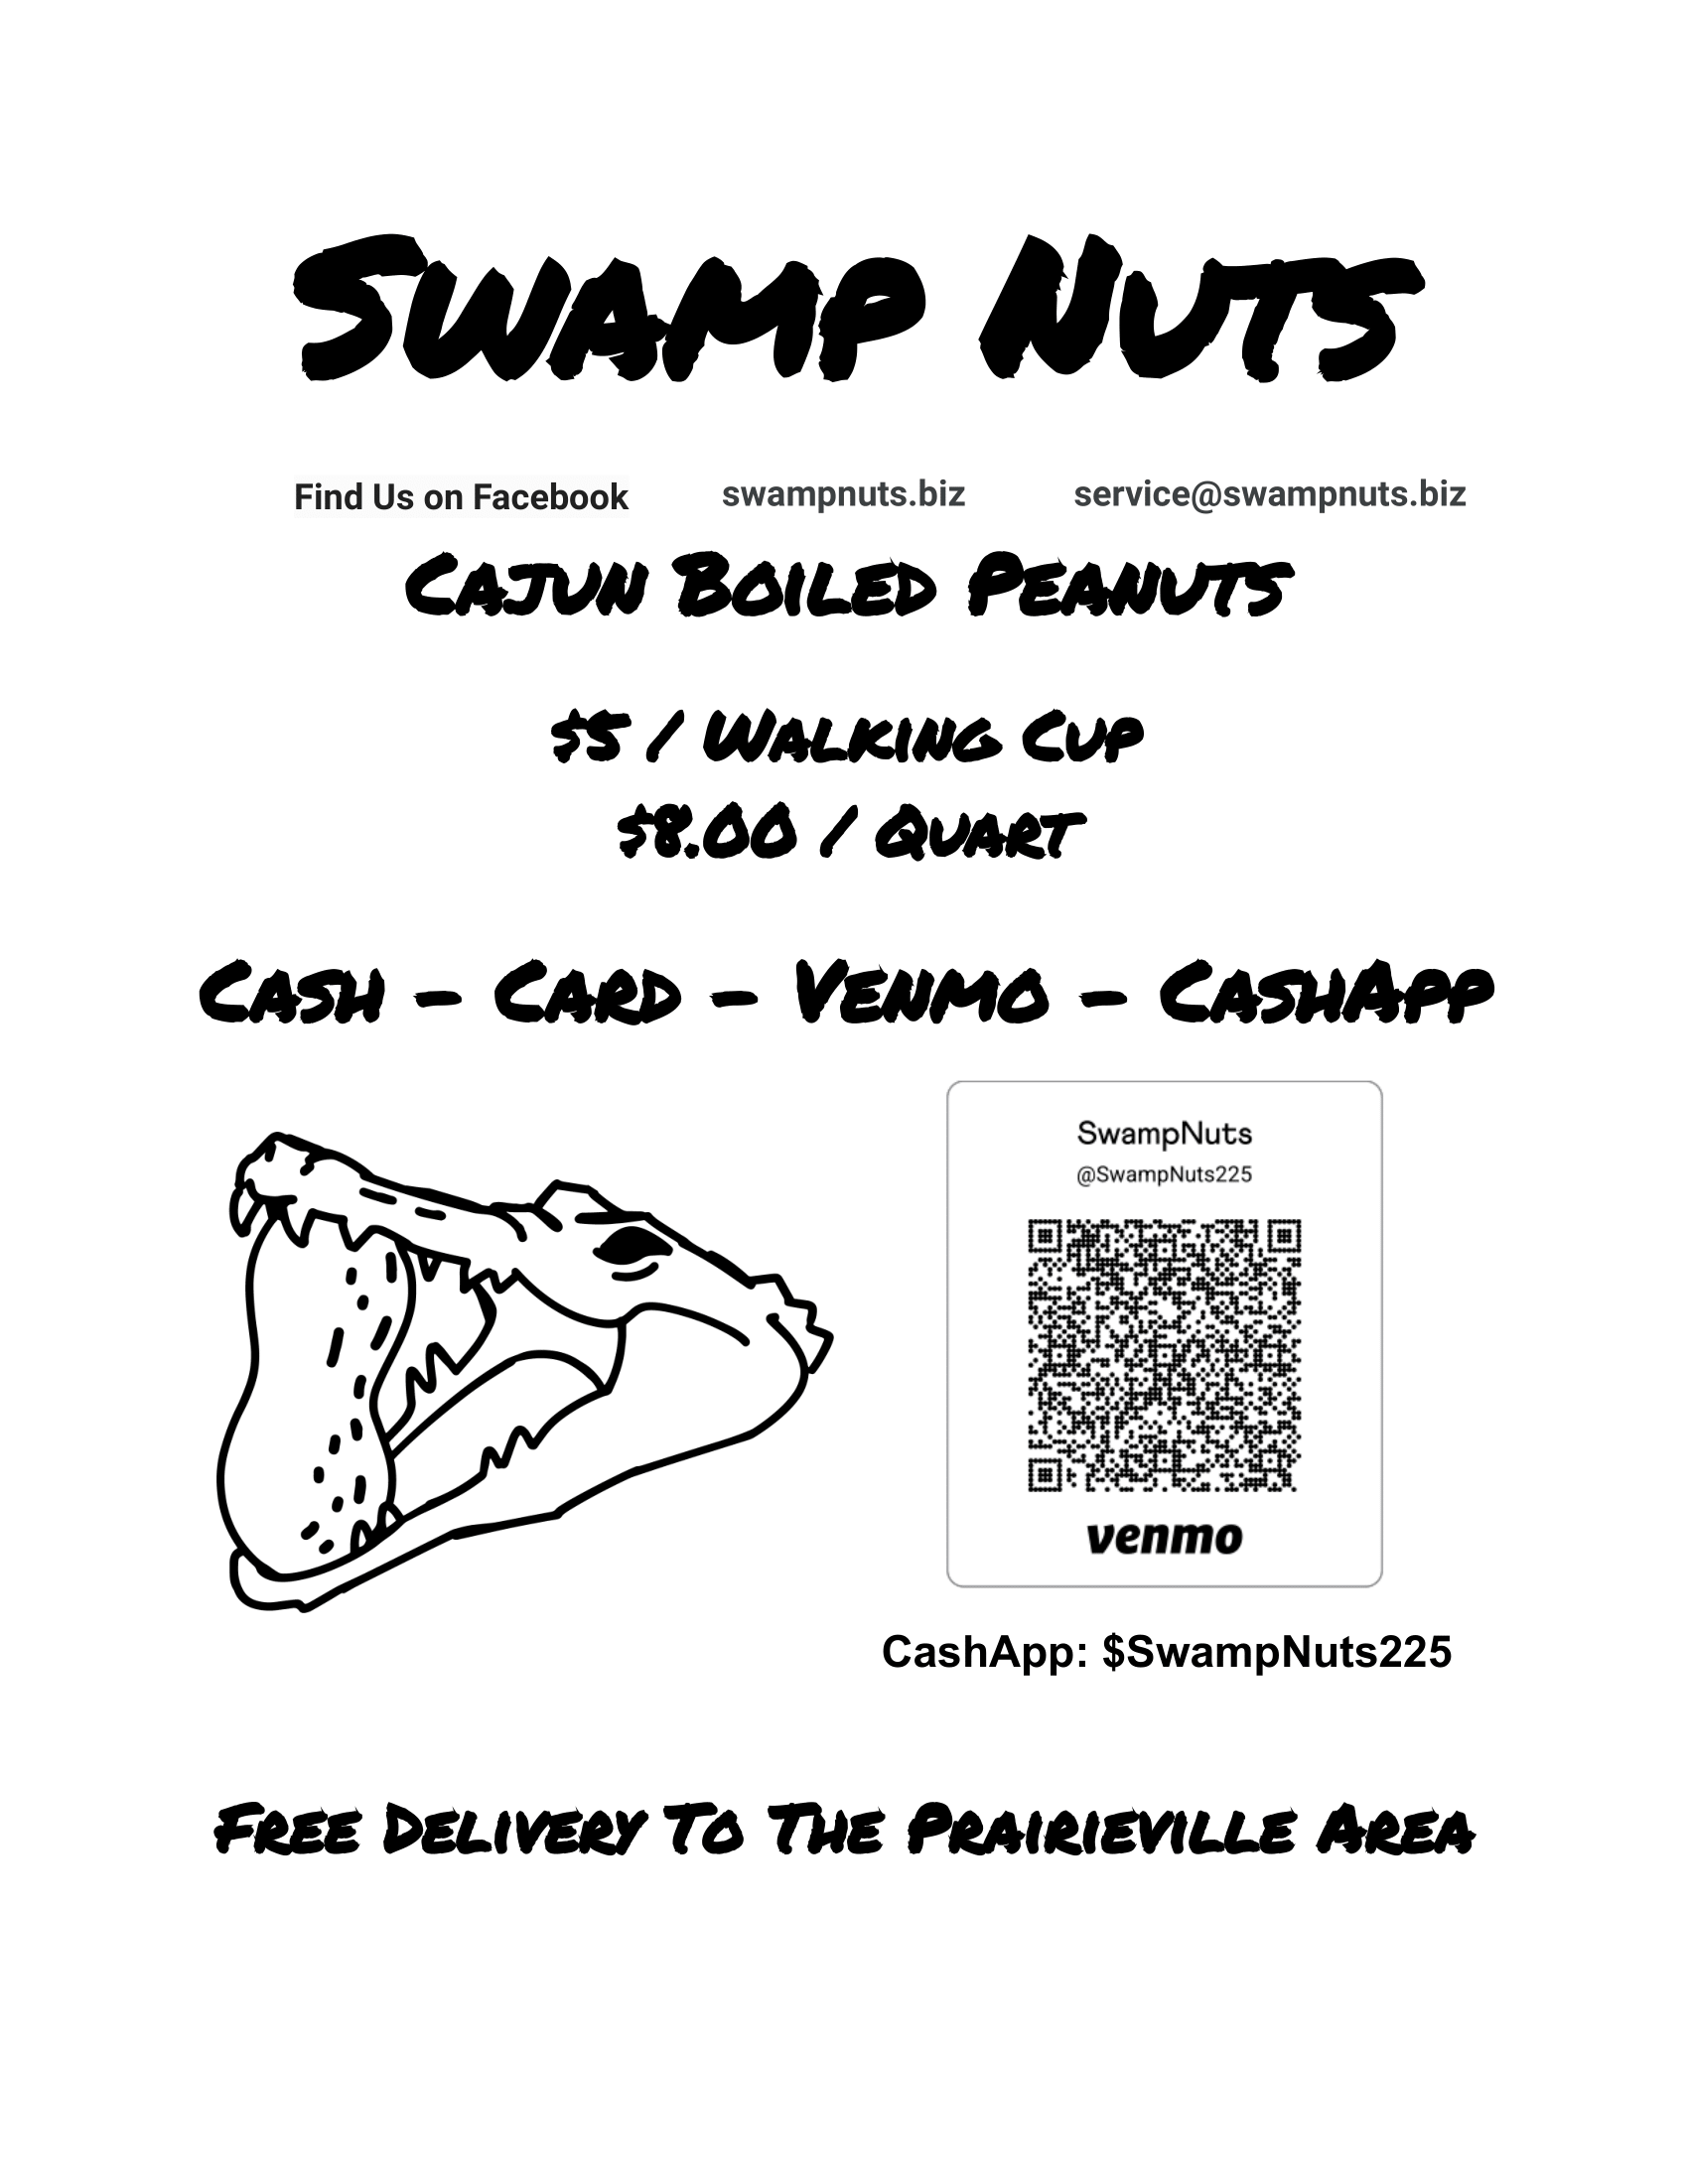 Swamp Nuts
Find Us on Facebook swampnuts.biz service@swampnuts.biz
Cajun Boiled Peanuts
$5 / Walking Cup
$8.00 / Quart
Cash - Card - Venmo - CashApp
SwampNuts
@SwampNuts225
venmo
CashApp: $SwampNuts225
Free Delivery To The Prairieville Area